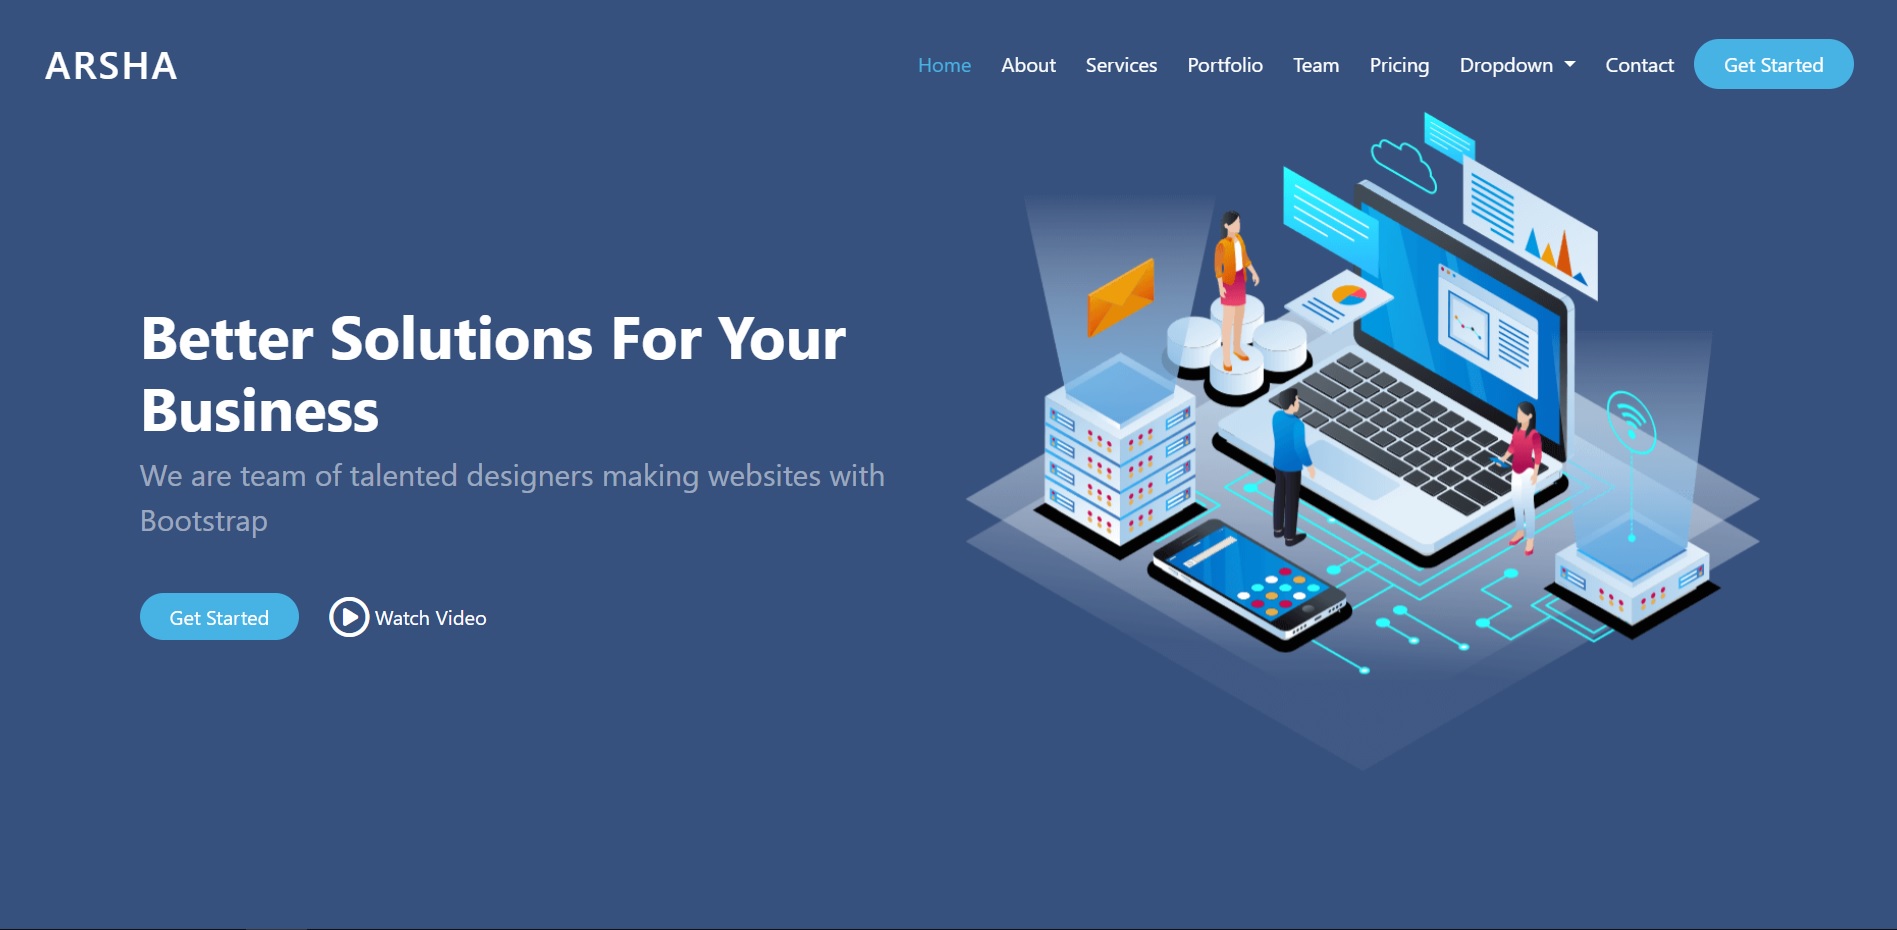 ARSHA
Home About Services Portfolio Team Pricing Dropdown Contact Get Started
Better Solutions For Your
Business
We are team of talented designers making websites with
Bootstrap
Get Started Watch Video